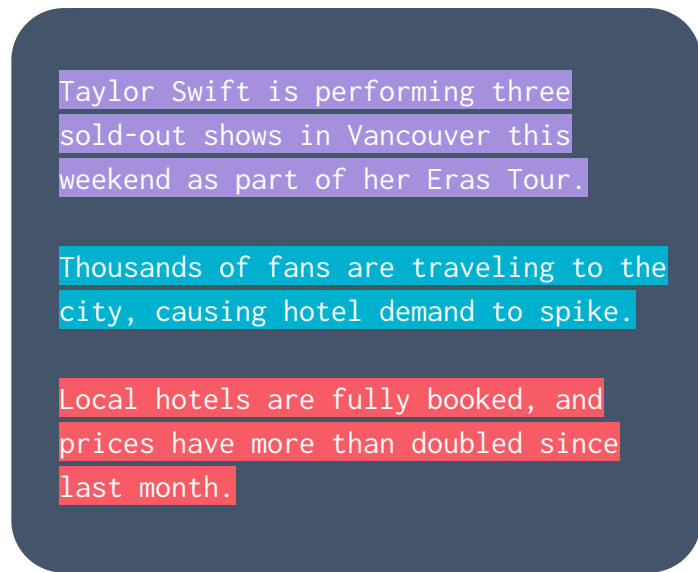 Taylor Swift is performing three
sold-out shows in Vancouver this
weekend as part of her Eras Tour.
Thousands of fans are traveling to the
city, causing hotel demand to spike.
Local hotels are fully booked, and
prices have more than doubled since
last month.